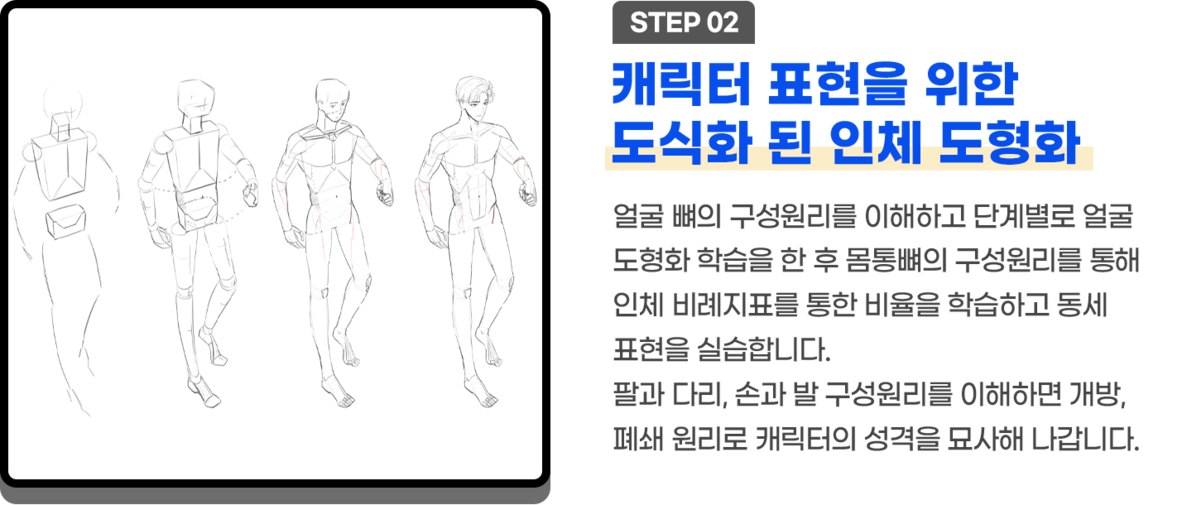 STEP 02
캐릭터 표현을 위한
도식화 된 인체 도형화
얼굴 뼈의 구성원리를 이해하고 단계별로 얼굴
도형화 학습을 한 후 몸통뼈의 구성원리를 통해
인체 비례지표를 통한 비율을 학습하고 동세
표현을 실습합니다.
팔과 다리, 손과 발 구성원리를 이해하면 개방,
폐쇄 원리로 캐릭터의 성격을 묘사해 나갑니다.